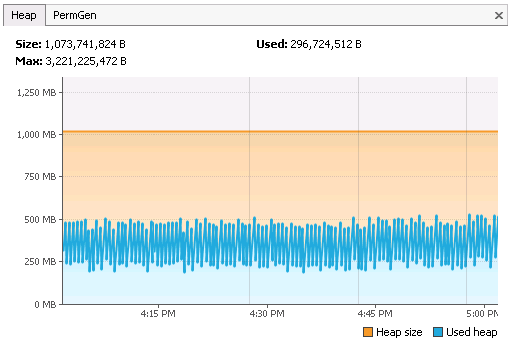 Heap PermGen
Size: 1,073,741,824 B Used: 296,724,512 B
Max: 3,221,225,472 B
1,250 MB
1,000 MB
750 MB
500 MB
250 MB
0 MB
4:15 PM 4:30 PM 4:45 PM 5:00 PM
Heap size Used heap